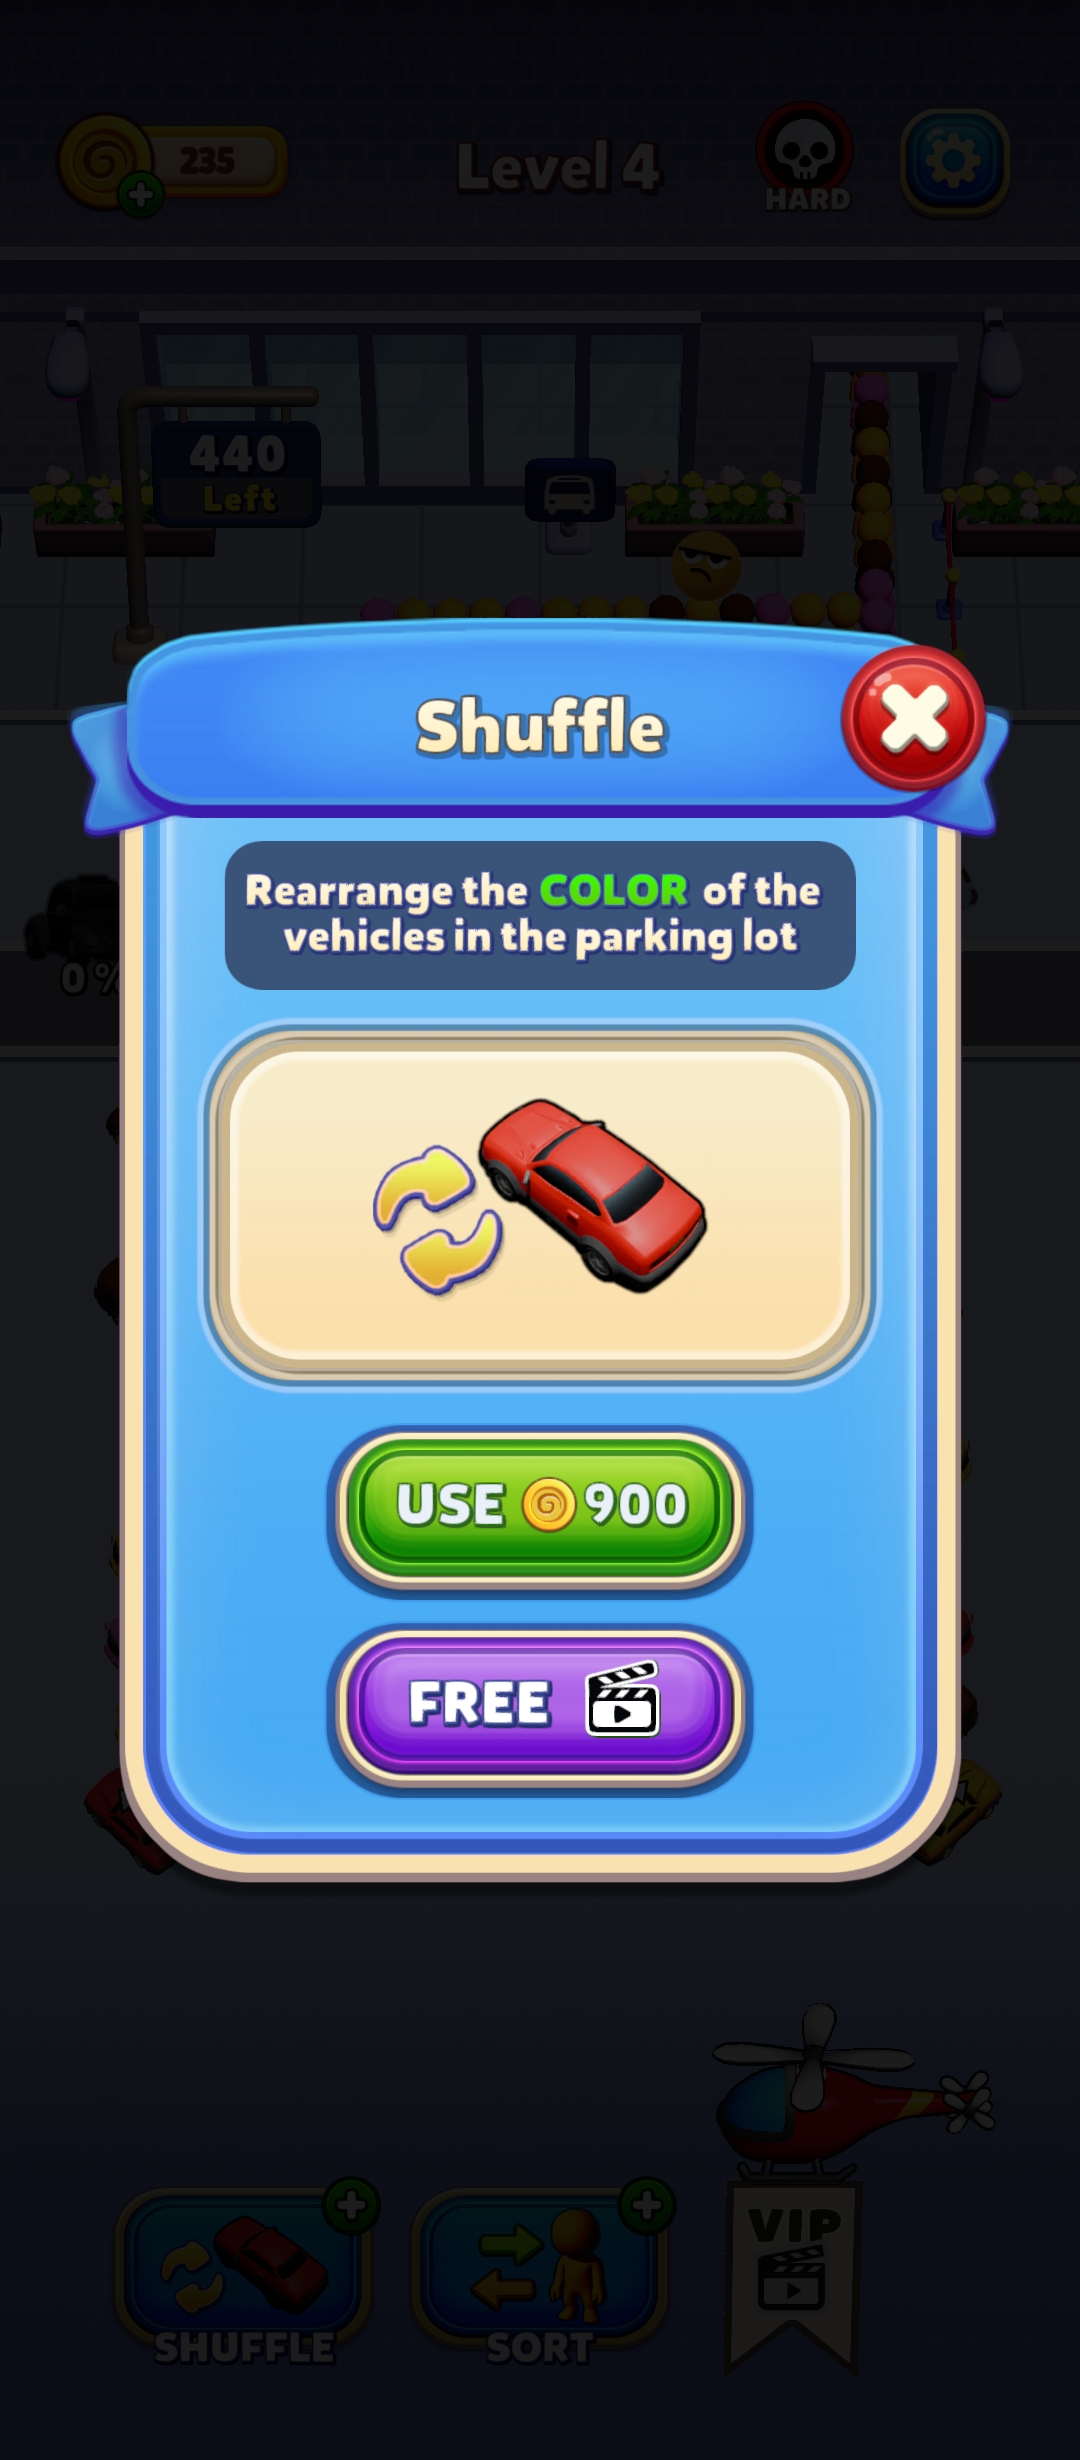 235
Level 4
HARD
440
Left
Shuffle
Rearrange the COLOR of the
vehicles in the parking lot
0%
USE 900
FREE
VIP
SHUFFLE
SORT